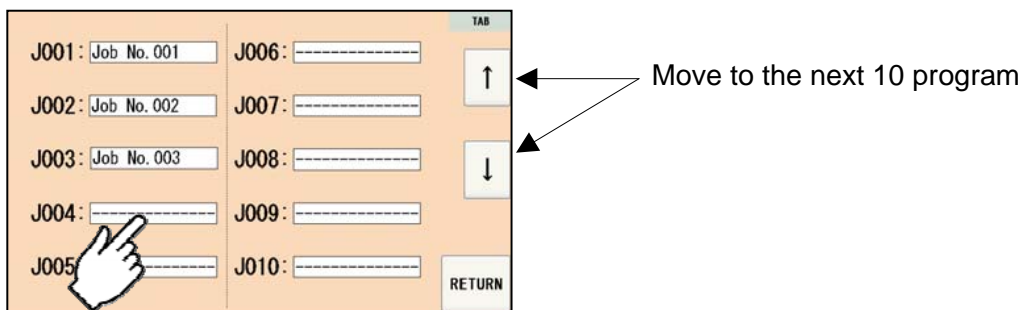 TAB
J001: Job No. 001
J006: --------------
↑
Move to the next 10 program
J002: Job No. 002
J007: --------------
J003: Job No. 003
J008: --------------
↓
J004: --------------
J009: --------------
J005
J010: --------------
RETURN